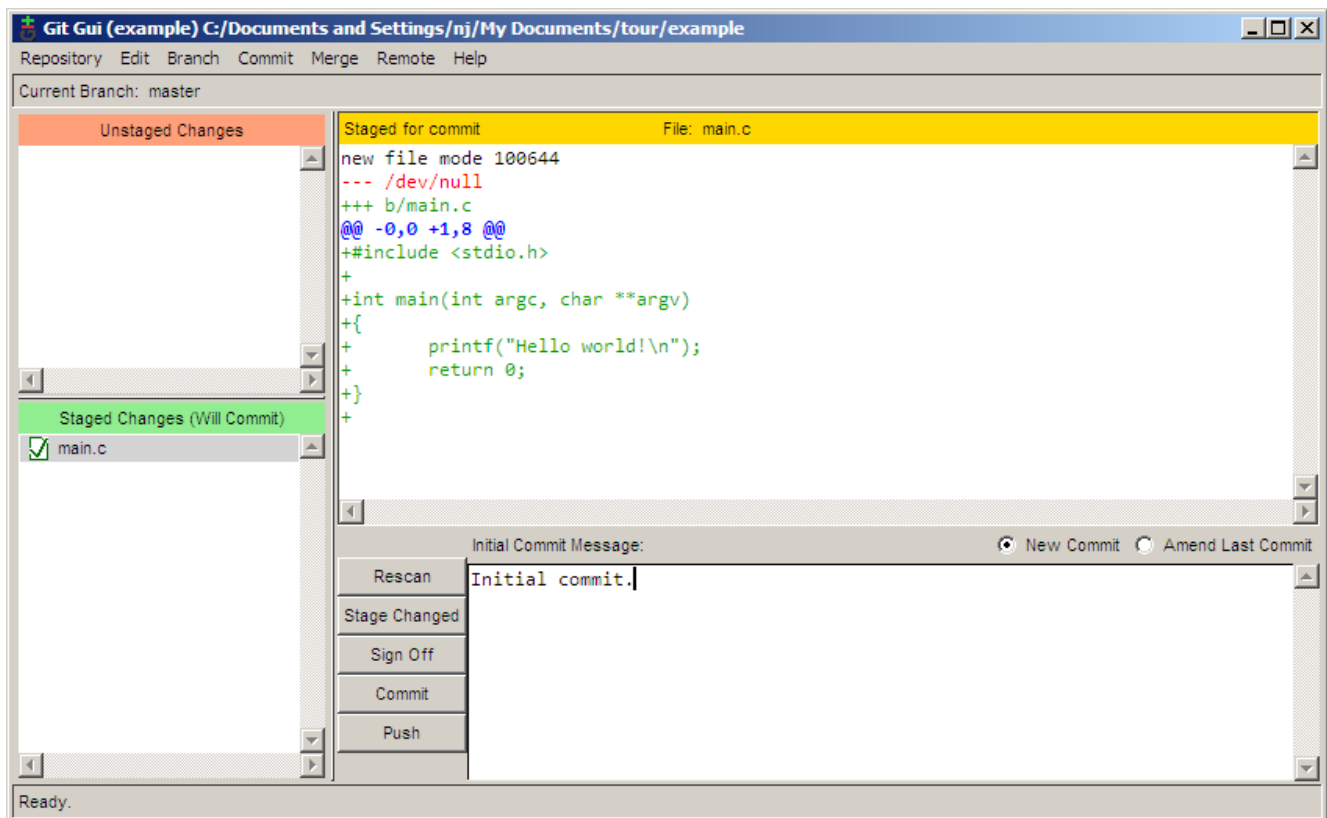 Git Gui (example) C:/Documents and Settings/nj/My Documents/tour/example
Repository Edit Branch Commit Merge Remote Help
Current Branch: master
Unstaged Changes
Staged for commit File: main.c
new file mode 100644
--- /dev/null
+++ b/main.c
@@ -0,0 +1,8 @@
+#include <stdio.h>
+
+int main(int argc, char **argv)
+{
+       printf("Hello world!\n");
+       return 0;
+}
+
Staged Changes (Will Commit)
main.c
Initial Commit Message: New Commit Amend Last Commit
Rescan
Stage Changed
Sign Off
Commit
Push
Initial commit.
Ready.